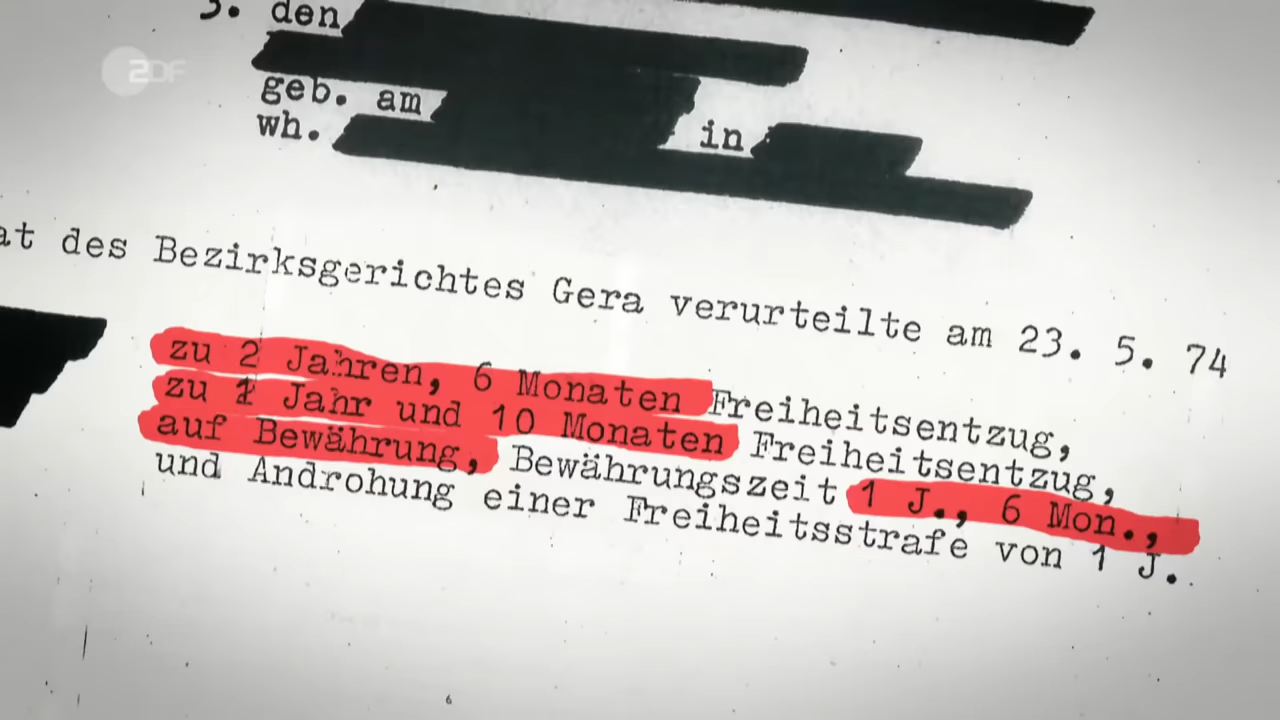 3. den
ZDF
geb. am
in
wh.
at des Bezirksgerichtes Gera verurteilte am 23. 5. 74
zu 2 Jahren, 6 Monaten Freiheitsentzug,
zu 1 Jahr und 10 Monaten Freiheitsentzug,
auf Bewährung, Bewährungszeit 1 J., 6 Mon.,
und Androhung einer Freiheitsstrafe von 1 J.